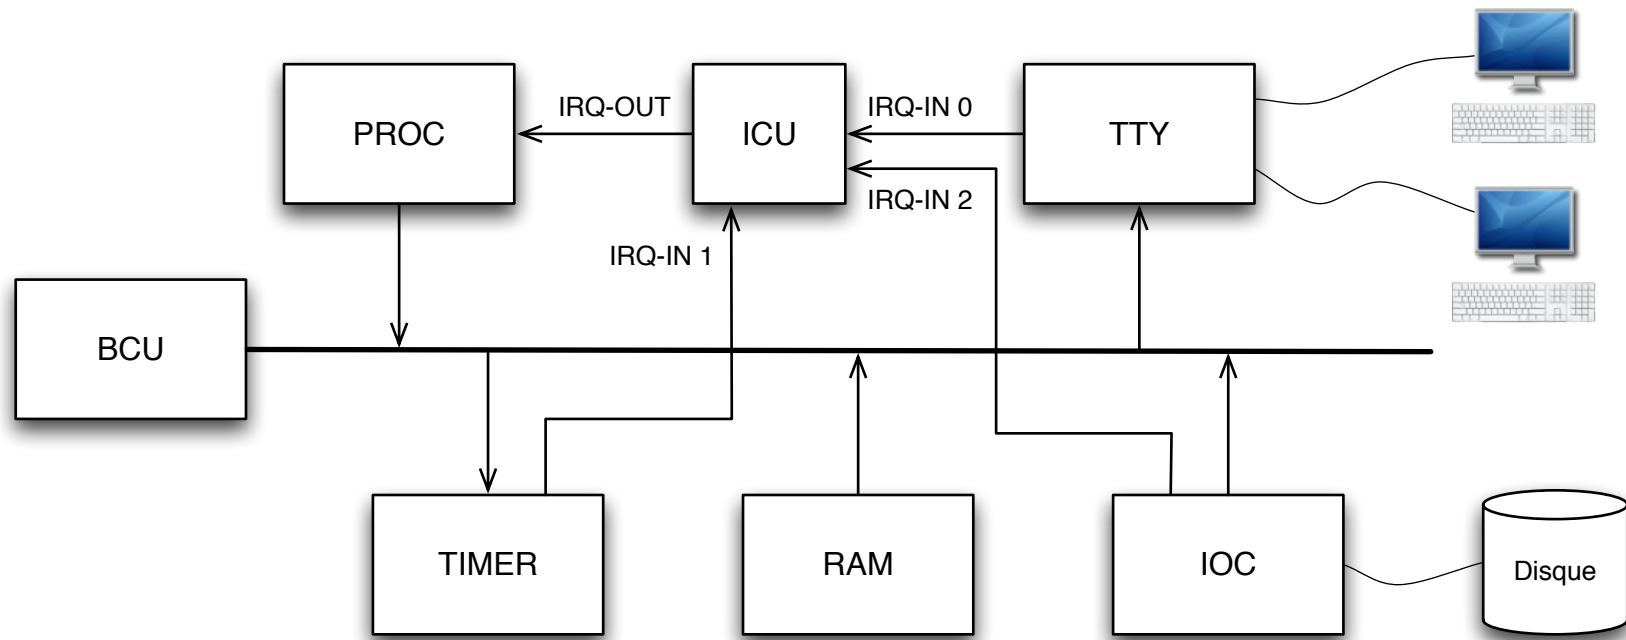 PROC
IRQ-OUT
ICU
IRQ-IN 0
TTY
IRQ-IN 2
IRQ-IN 1
BCU
TIMER
RAM
IOC
Disque